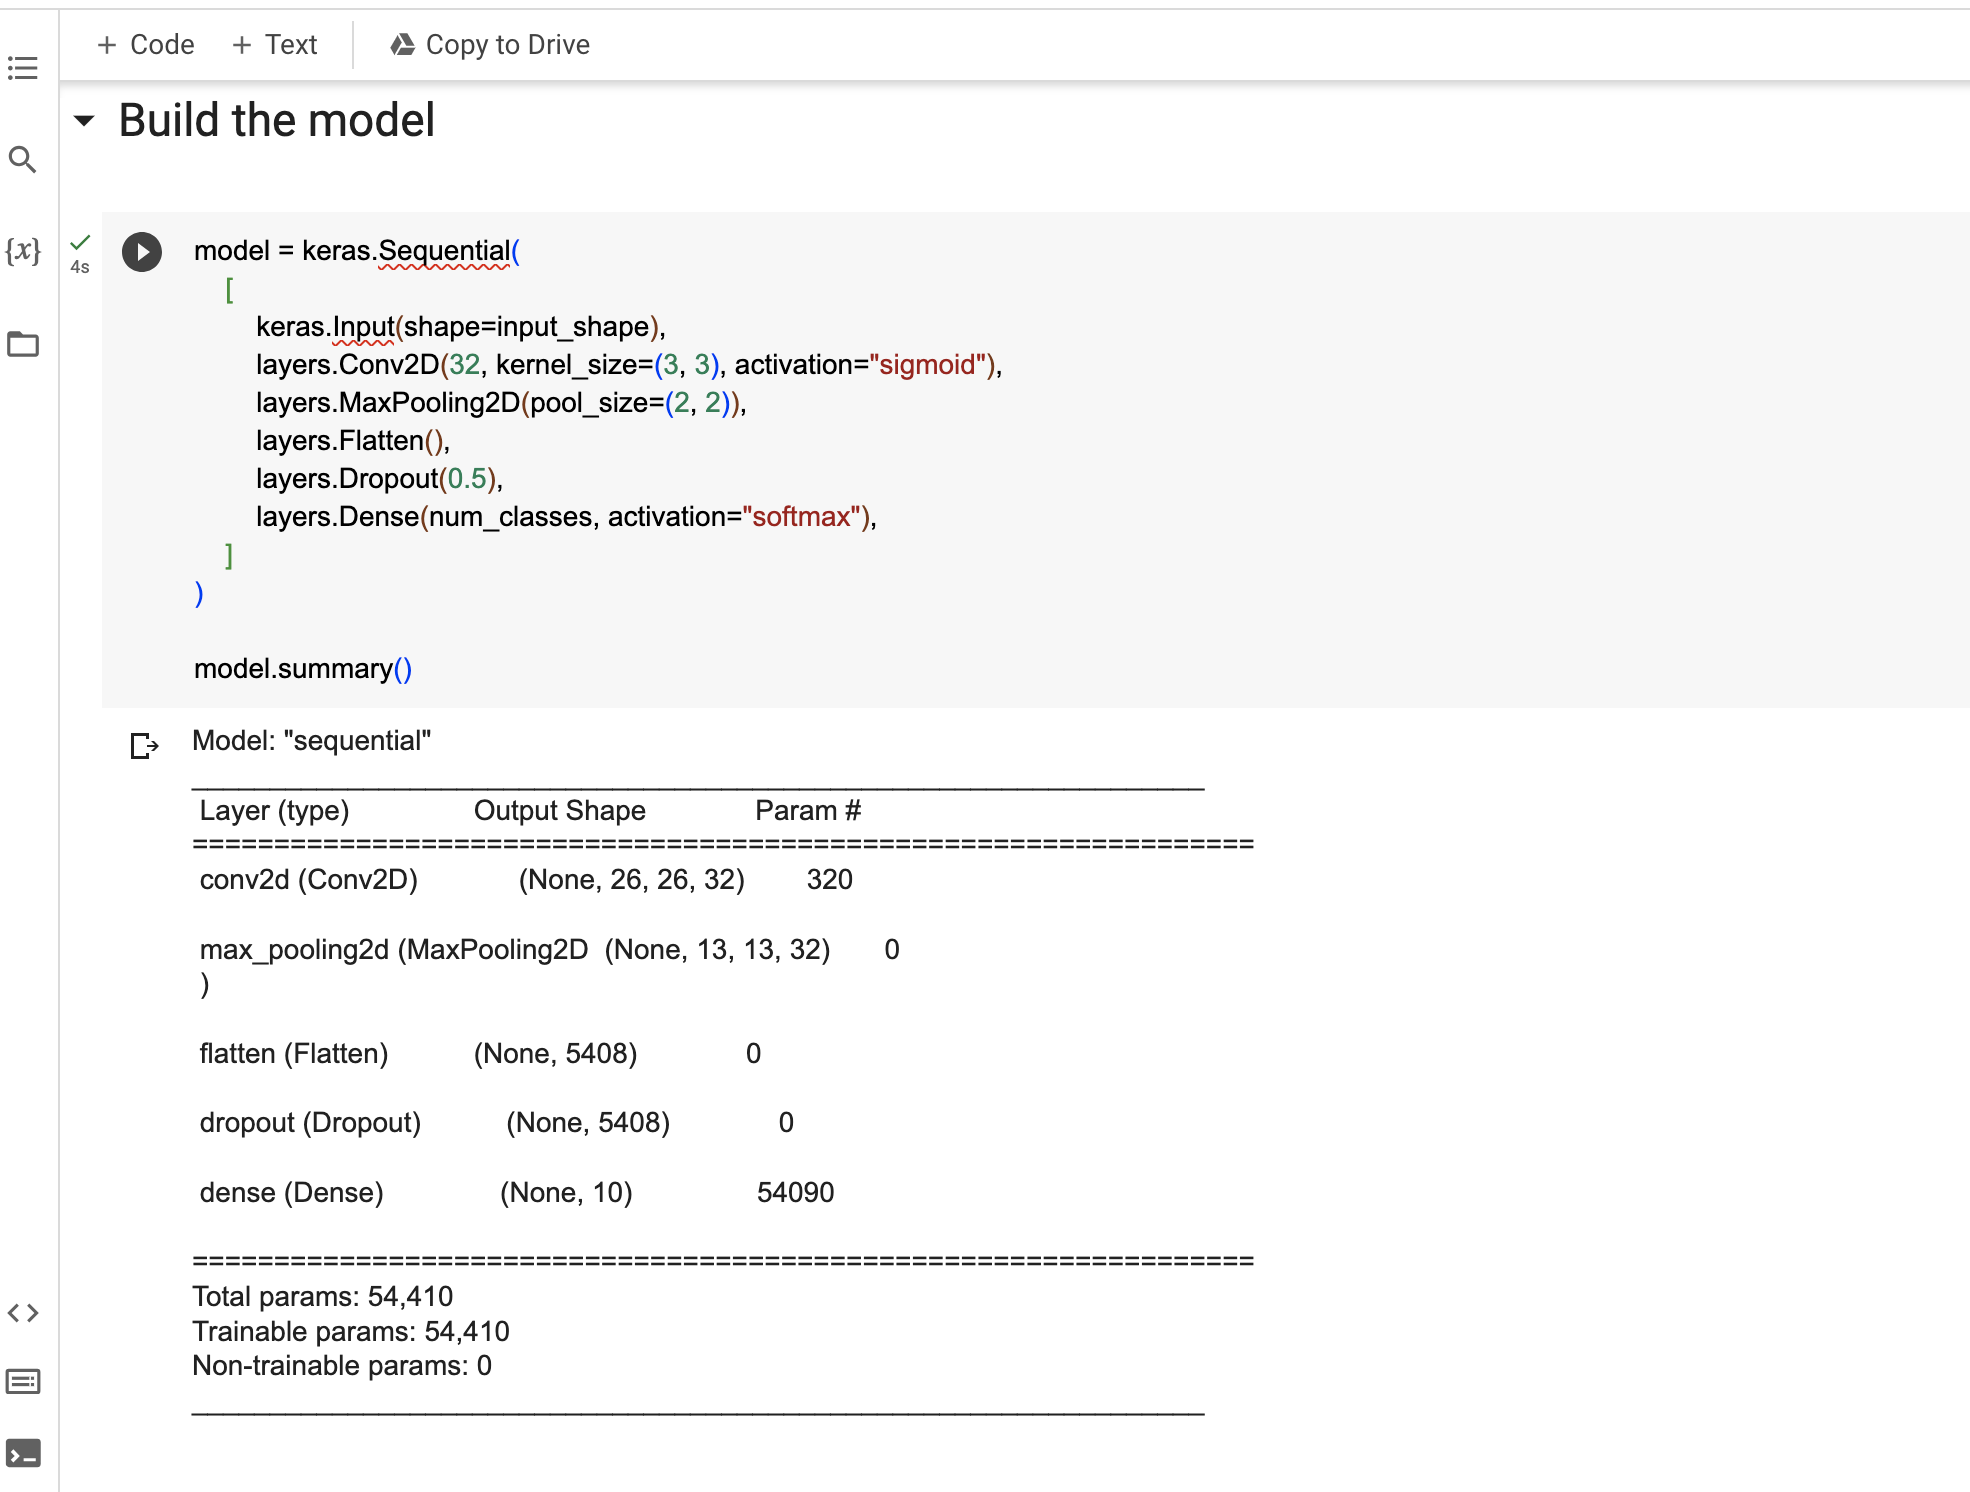 + Code + Text Copy to Drive
Build the model
{x}
4s
model = keras.Sequential(
[
keras.Input(shape=input_shape),
layers.Conv2D(32, kernel_size=(3, 3), activation="sigmoid"),
layers.MaxPooling2D(pool_size=(2, 2)),
layers.Flatten(),
layers.Dropout(0.5),
layers.Dense(num_classes, activation="softmax"),
]
)
model.summary()
Model: "sequential"
_________________________________________________________________
Layer (type) Output Shape Param #
=================================================================
conv2d (Conv2D) (None, 26, 26, 32) 320
max_pooling2d (MaxPooling2D (None, 13, 13, 32) 0
)
flatten (Flatten) (None, 5408) 0
dropout (Dropout) (None, 5408) 0
dense (Dense) (None, 10) 54090
=================================================================
Total params: 54,410
Trainable params: 54,410
Non-trainable params: 0
_________________________________________________________________